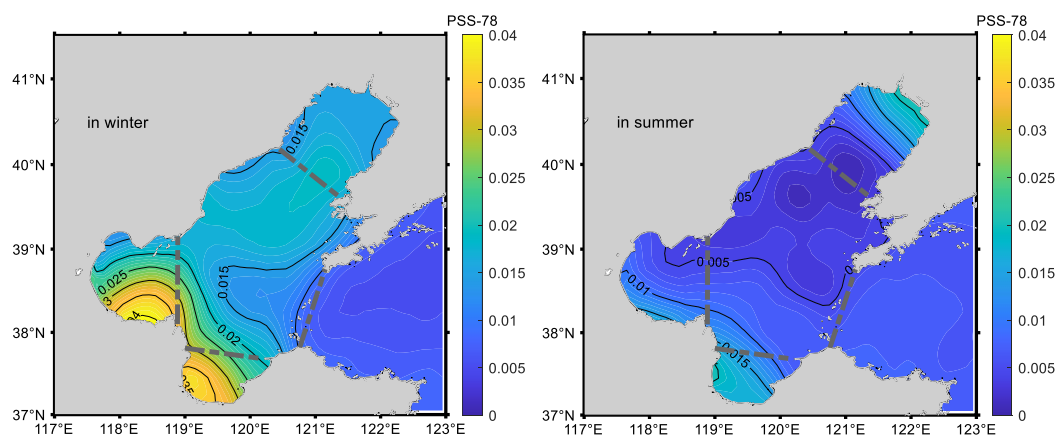 PSS-78
PSS-78
41°N
40°N
39°N
38°N
37°N
117°E
118°E
119°E
120°E
121°E
122°E
123°E
in winter
0.015
0.015
0.025
0.02
0.04
0.035
0.03
0.025
0.02
0.015
0.01
0.005
0
41°N
40°N
39°N
38°N
37°N
117°E
118°E
119°E
120°E
121°E
122°E
123°E
in summer
0.005
0.01
0.015
0.04
0.035
0.03
0.025
0.02
0.015
0.01
0.005
0